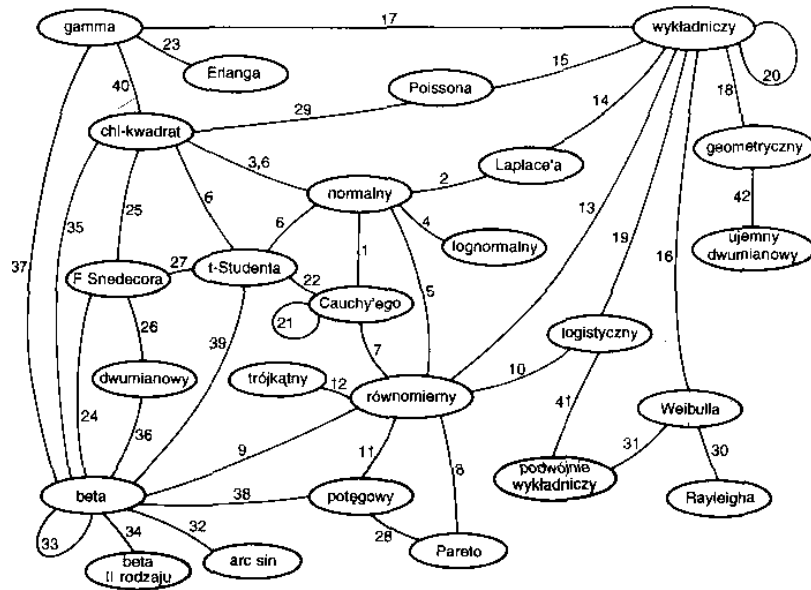 gamma
17
wykładniczy
23
Erlanga
15
20
40
Poissona
29
14
18
chi-kwadrat
geometryczny
3,6
2
Laplace'a
6
normalny
13
42
25
35
6
4
lognormalny
19
ujemny
dwumianowy
1
16
37
27
t-Studenta
F Snedecora
22
5
Cauchy'ego
21
logistyczny
26
39
7
10
trójkątny
12
dwumianowy
równomierny
24
41
Weibulla
36
9
11
8
31
30
podwójnie
wykładniczy
beta
38
potęgowy
Rayleigha
33
34
32
28
Pareto
beta
II rodzaju
arc sin